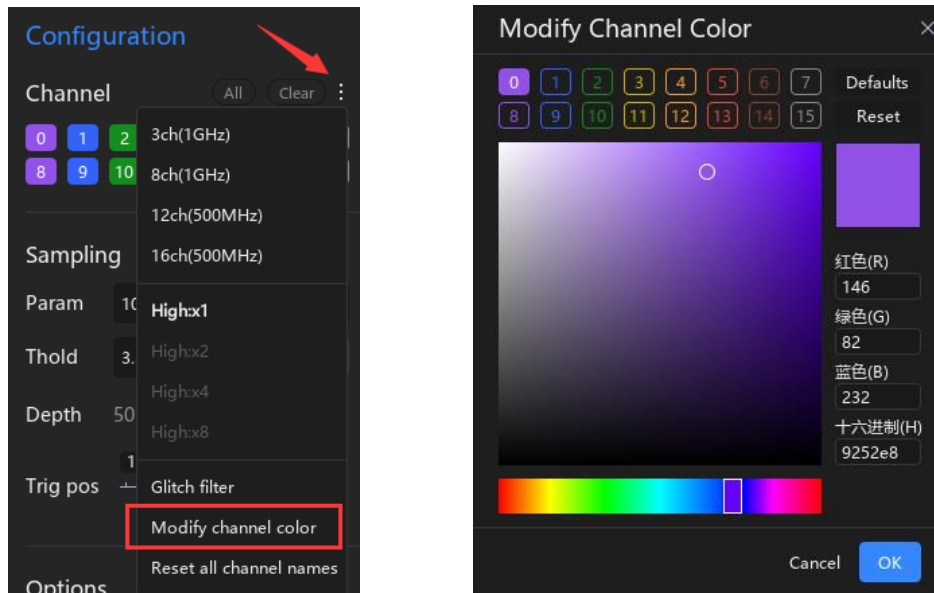 Configuration
Channel All Clear
0 1 2
8 9 10
3ch(1GHz)
8ch(1GHz)
12ch(500MHz)
16ch(500MHz)
Sampling
Param 10
High:x1
High:x2
Thold 3.
High:x4
Depth 50
High:x8
1
Trig pos
Glitch filter
Modify channel color
Reset all channel names
Options
Modify Channel Color
0 1 2 3 4 5 6 7 Defaults
8 9 10 11 12 13 14 15 Reset
红色(R)
146
绿色(G)
82
蓝色(B)
232
十六进制(H)
9252e8
Cancel OK